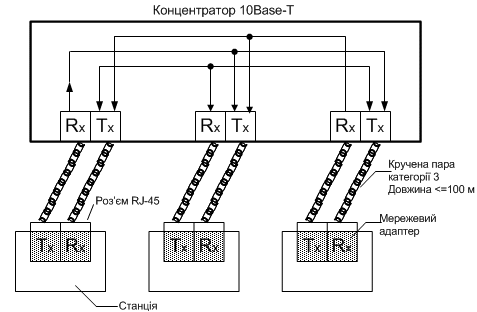 Концентратор 10Base-T
Rx Tx Rx Tx Rx Tx
Кручена пара
категорії 3
Довжина <=100 м
Роз'єм RJ-45
Мережевий
адаптер
Tx Rx Tx Rx Tx Rx
Станція